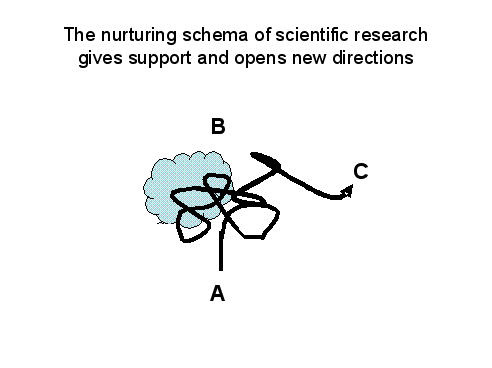 The nurturing schema of scientific research
gives support and opens new directions
B
C
A